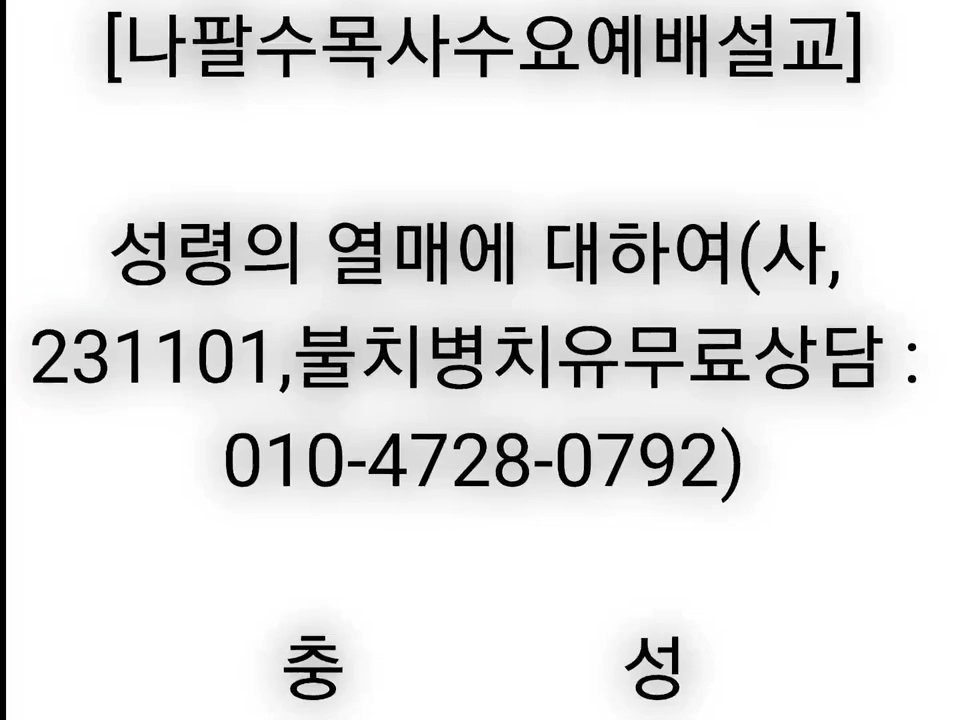 [나팔수목사수요예배설교]
성령의 열매에 대하여(사,
231101,불치병치유무료상담 :
010-4728-0792)
충 성